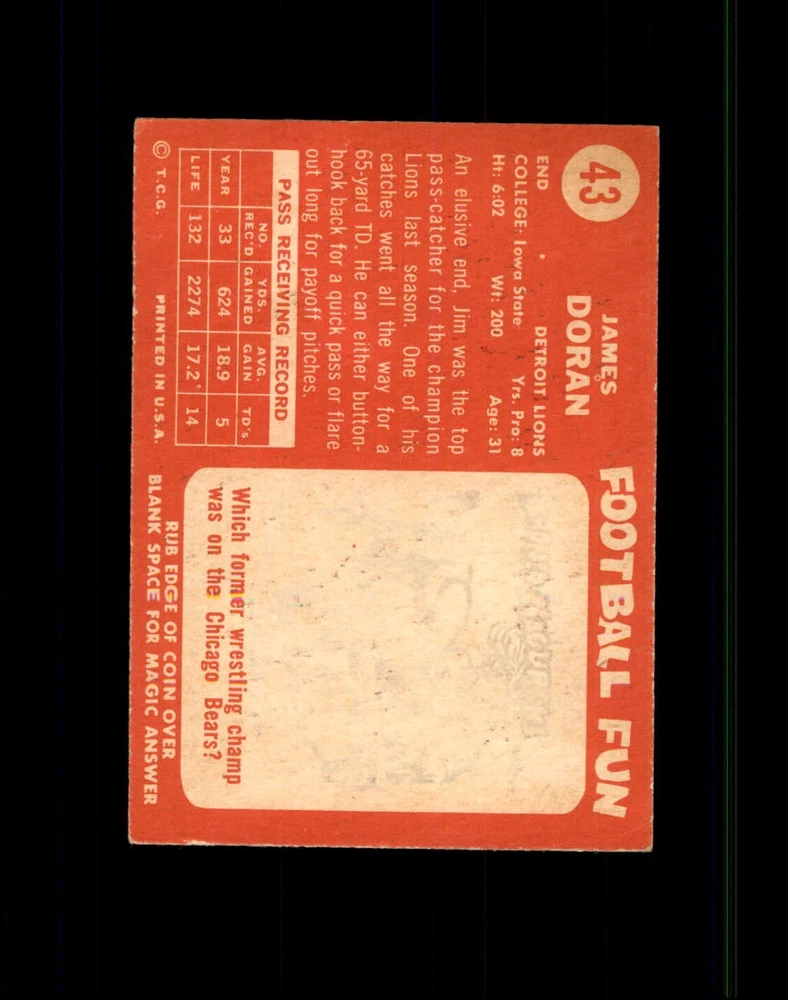 43
JAMES
DORAN
END DETROIT LIONS
COLLEGE: Iowa State Yrs. Pro: 8
Ht: 6:02 Wt: 200 Age: 31
An elusive end, Jim was the top
pass-catcher for the champion
Lions last season. One of his
catches went all the way for a
65-yard TD. He can either button-
hook back for a quick pass or flare
out long for payoff pitches.
PASS RECEIVING RECORD
NO. REC'D YDS. GAINED AVG. GAIN TD's
YEAR 33 624 18.9 5
LIFE 132 2274 17.2 14
© T.C.G. PRINTED IN U.S.A.
FOOTBALL FUN
Which former wrestling champ
was on the Chicago Bears?
RUB EDGE OF COIN OVER
BLANK SPACE FOR MAGIC ANSWER